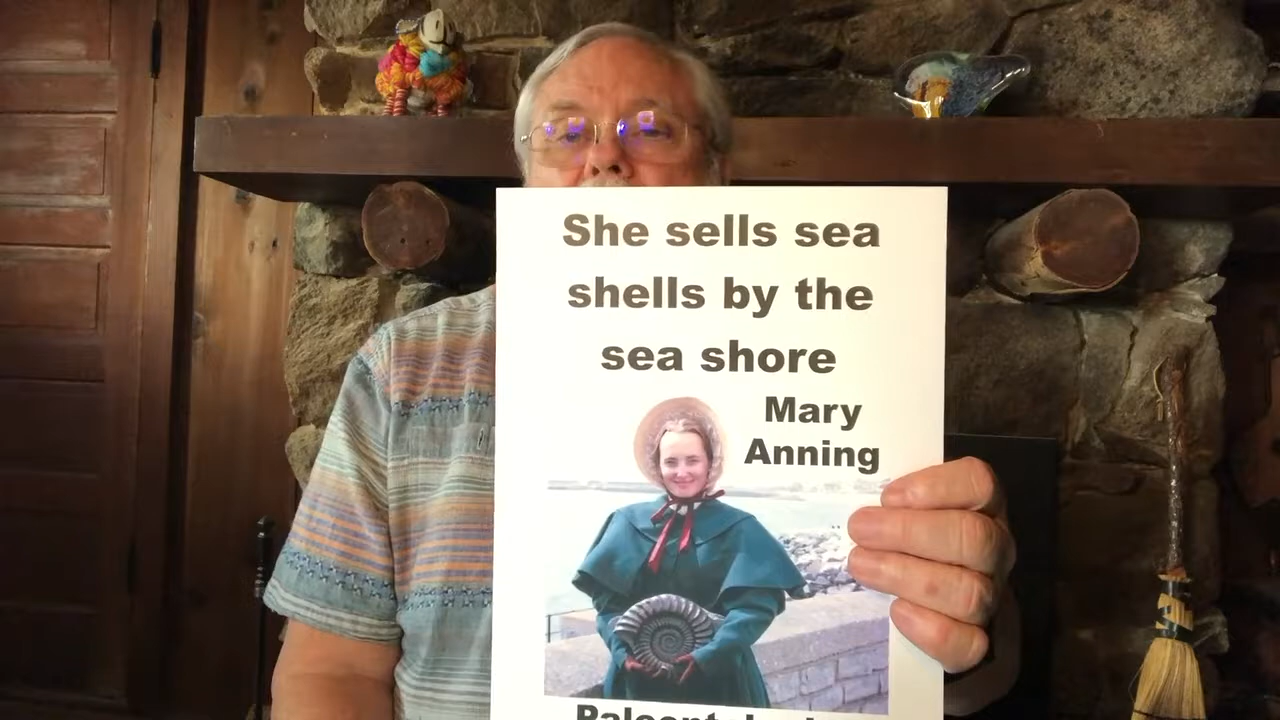 She sells sea
shells by the
sea shore
Mary
Anning